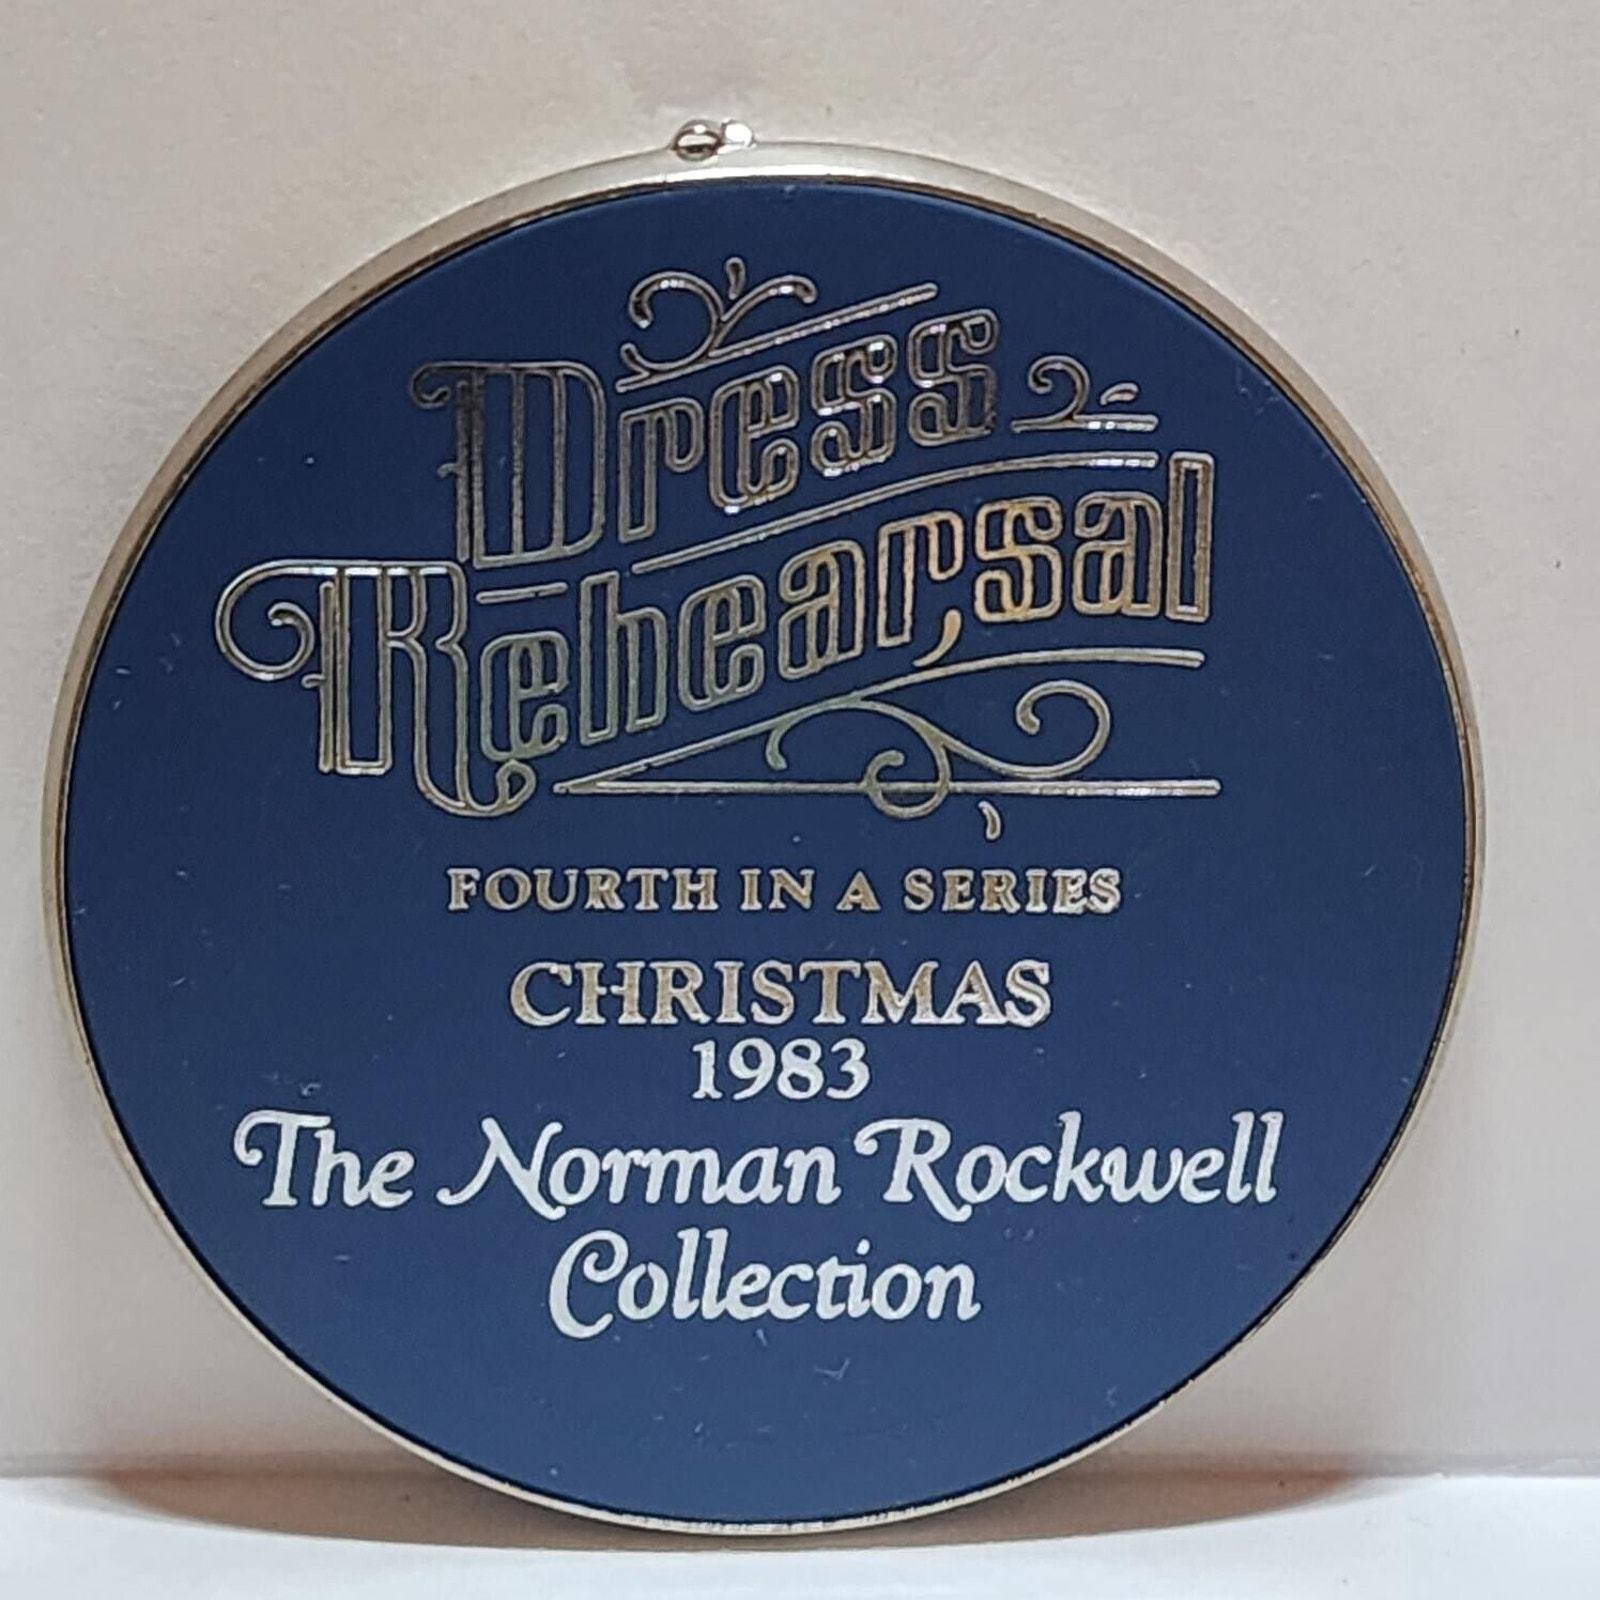 Dress
Rehearsal
FOURTH IN A SERIES
CHRISTMAS
1983
The Norman Rockwell
Collection